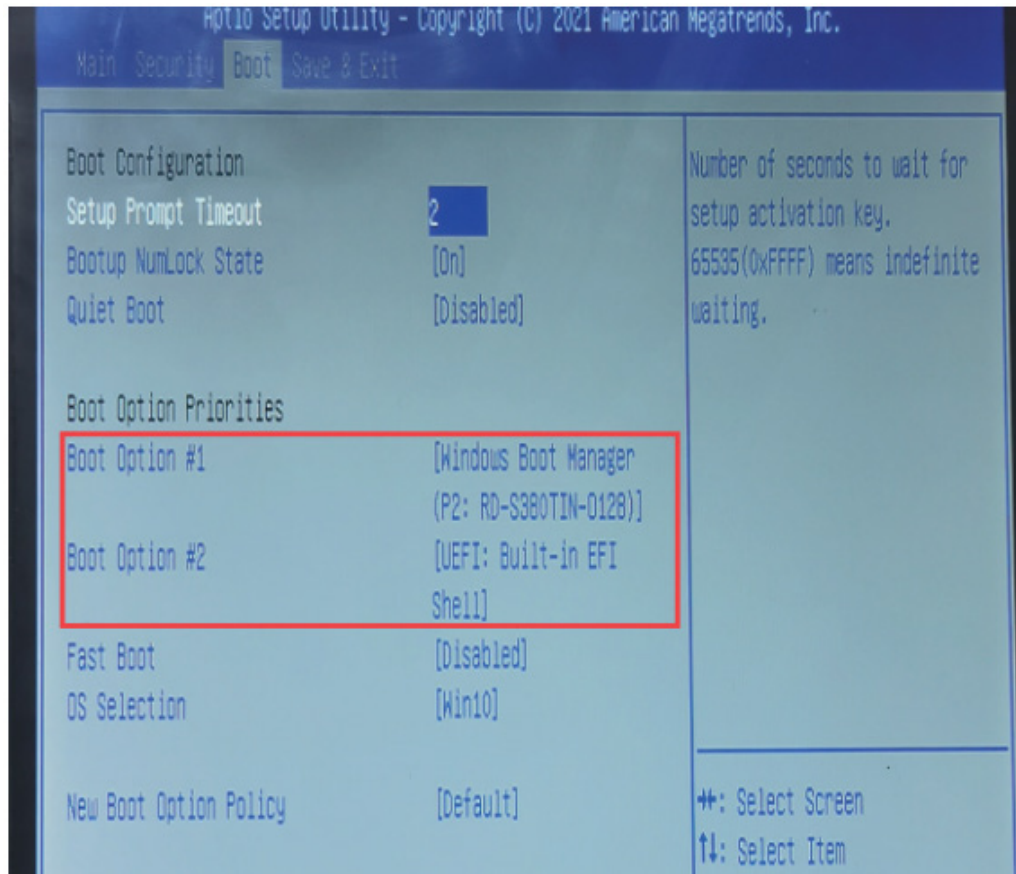 Aptio Setup Utility - Copyright (C) 2021 American Megatrends, Inc.
Main Security Boot Save & Exit
Boot Configuration
Setup Prompt Timeout 2
Bootup NumLock State [On]
Quiet Boot [Disabled]
Boot Option Priorities
Boot Option #1 [Windows Boot Manager
(P2: RD-S380TIN-0128)]
Boot Option #2 [UEFI: Built-in EFI
Shell]
Fast Boot [Disabled]
OS Selection [Win10]
New Boot Option Policy [Default]
Number of seconds to wait for
setup activation key.
65535(0xFFFF) means indefinite
waiting.
→←: Select Screen
↑↓: Select Item